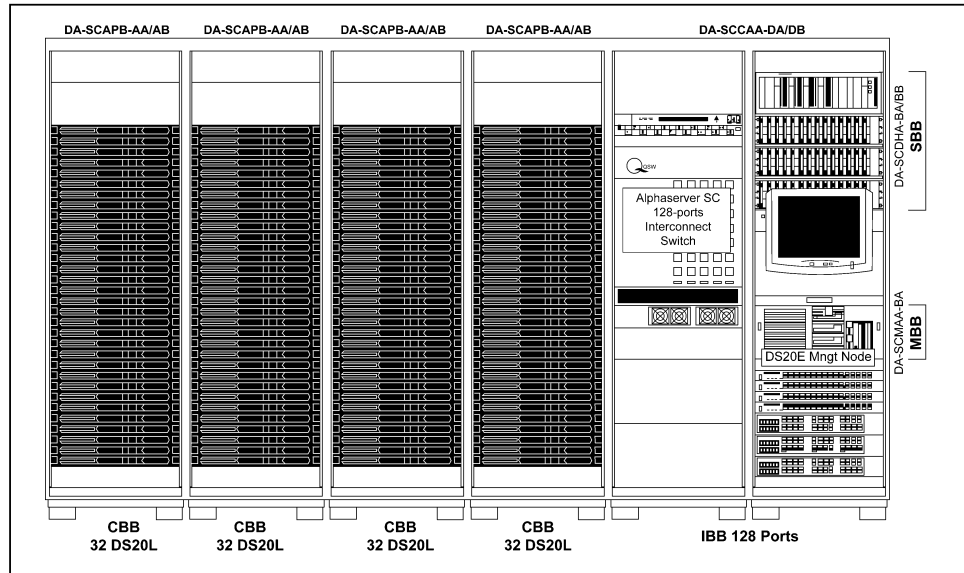 DA-SCAPB-AA/AB DA-SCAPB-AA/AB DA-SCAPB-AA/AB DA-SCAPB-AA/AB DA-SCCAA-DA/DB
DA-SCDHA-BA/BB
SBB
QSW
Alphaserver SC
128-ports
Interconnect
Switch
DA-SCMAA-BA
MBB
DS20E Mngt Node
CBB
32 DS20L
CBB
32 DS20L
CBB
32 DS20L
CBB
32 DS20L
IBB 128 Ports